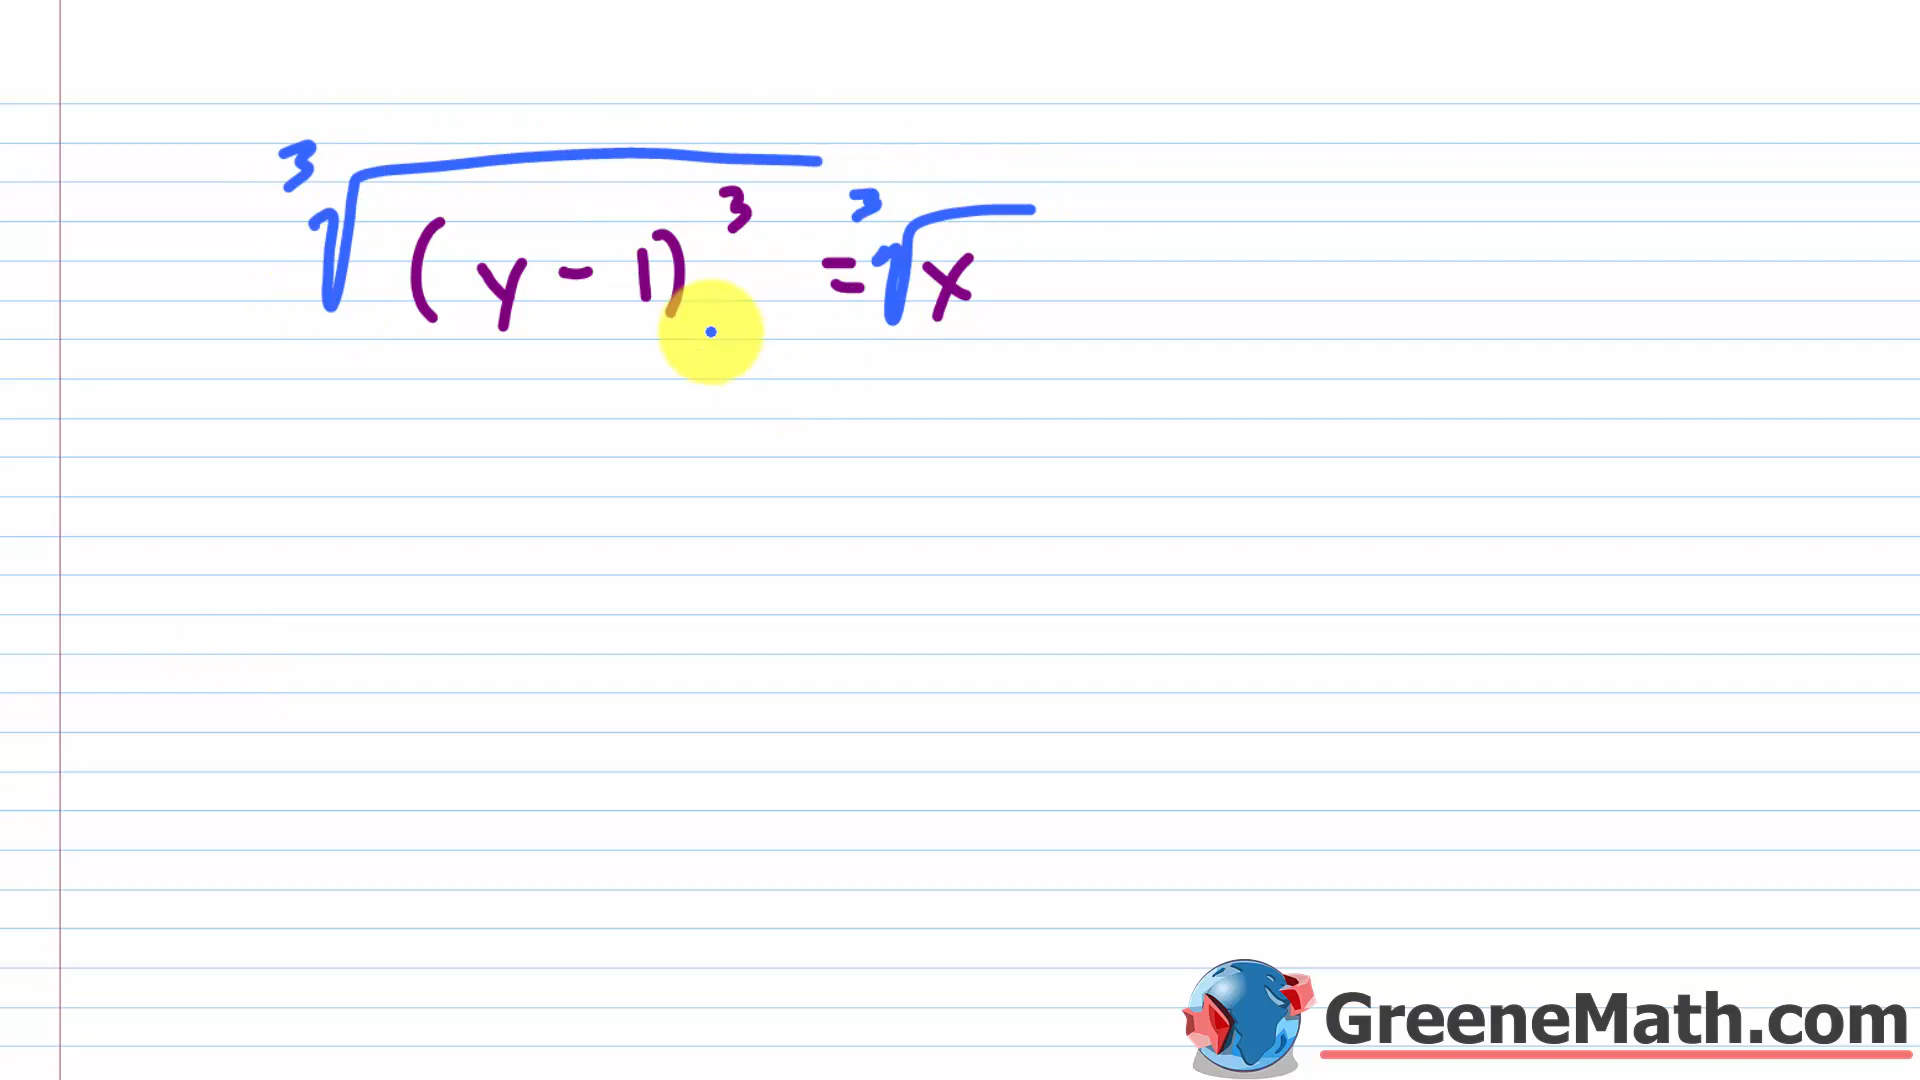 ∛(y - 1)³ = ∛x
GreeneMath.com